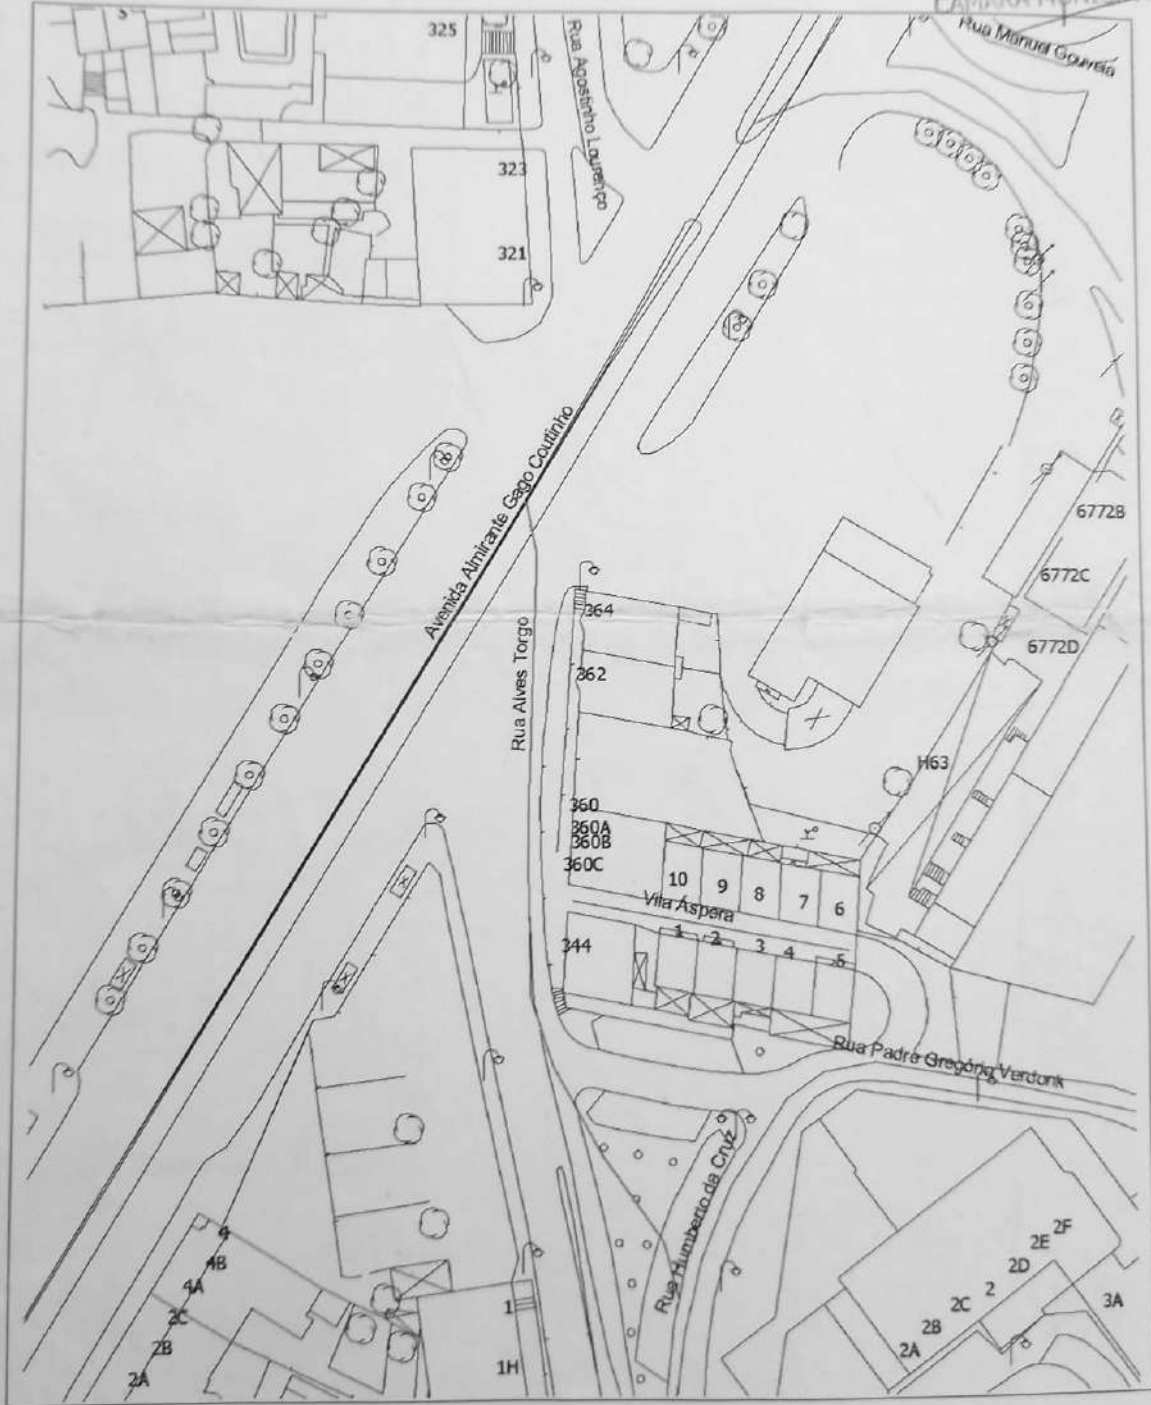 CÂMARA MUNICIPAL
Rua Manuel Gouveia
325
Rua Agostinho Lourenço
323
321
Avenida Almirante Gago Coutinho
6772B
6772C
6772D
364
362
Rua Alves Torgo
H63
360
360A
360B
360C
10
9
8
7
6
Vila Áspera
344
1
2
3
4
5
Rua Padre Gregório Verdonk
Rua Humberto da Cruz
4
4B
4A
2C
2B
2A
1
1H
2F
2E
2D
2
2C
2B
2A
3A